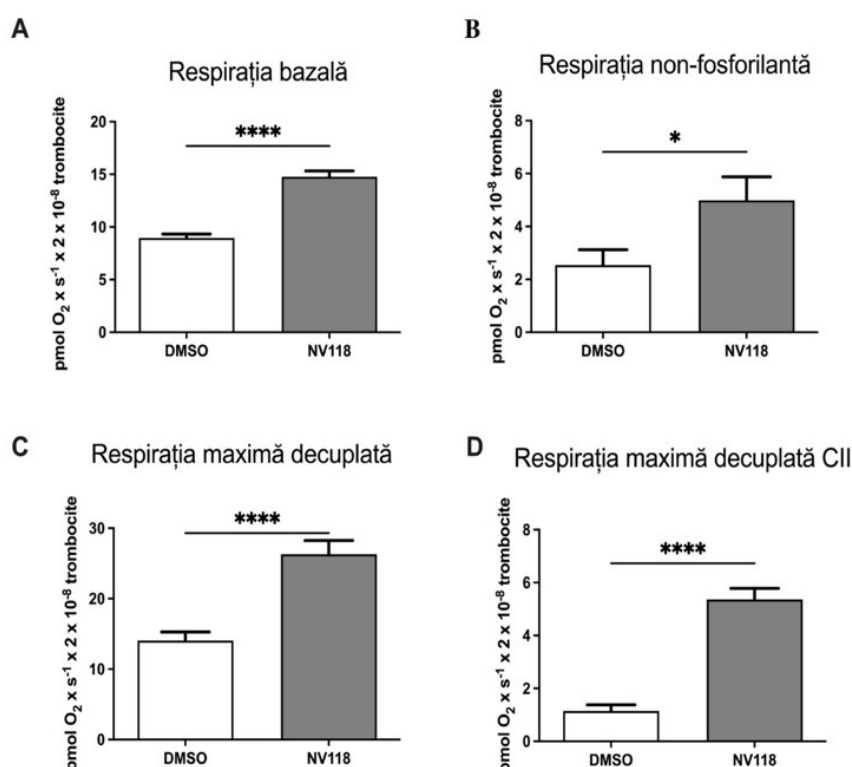 A
Respirația bazală
pmol O₂ x s⁻¹ x 2 x 10⁻⁸ trombocite
20
15
10
5
0
****
DMSO
NV118
B
Respirația non-fosforilantă
pmol O₂ x s⁻¹ x 2 x 10⁻⁸ trombocite
8
6
4
2
0
*
DMSO
NV118
C
Respirația maximă decuplată
pmol O₂ x s⁻¹ x 2 x 10⁻⁸ trombocite
30
20
10
0
****
DMSO
NV118
D
Respirația maximă decuplată CII
pmol O₂ x s⁻¹ x 2 x 10⁻⁸ trombocite
8
6
4
2
0
****
DMSO
NV118